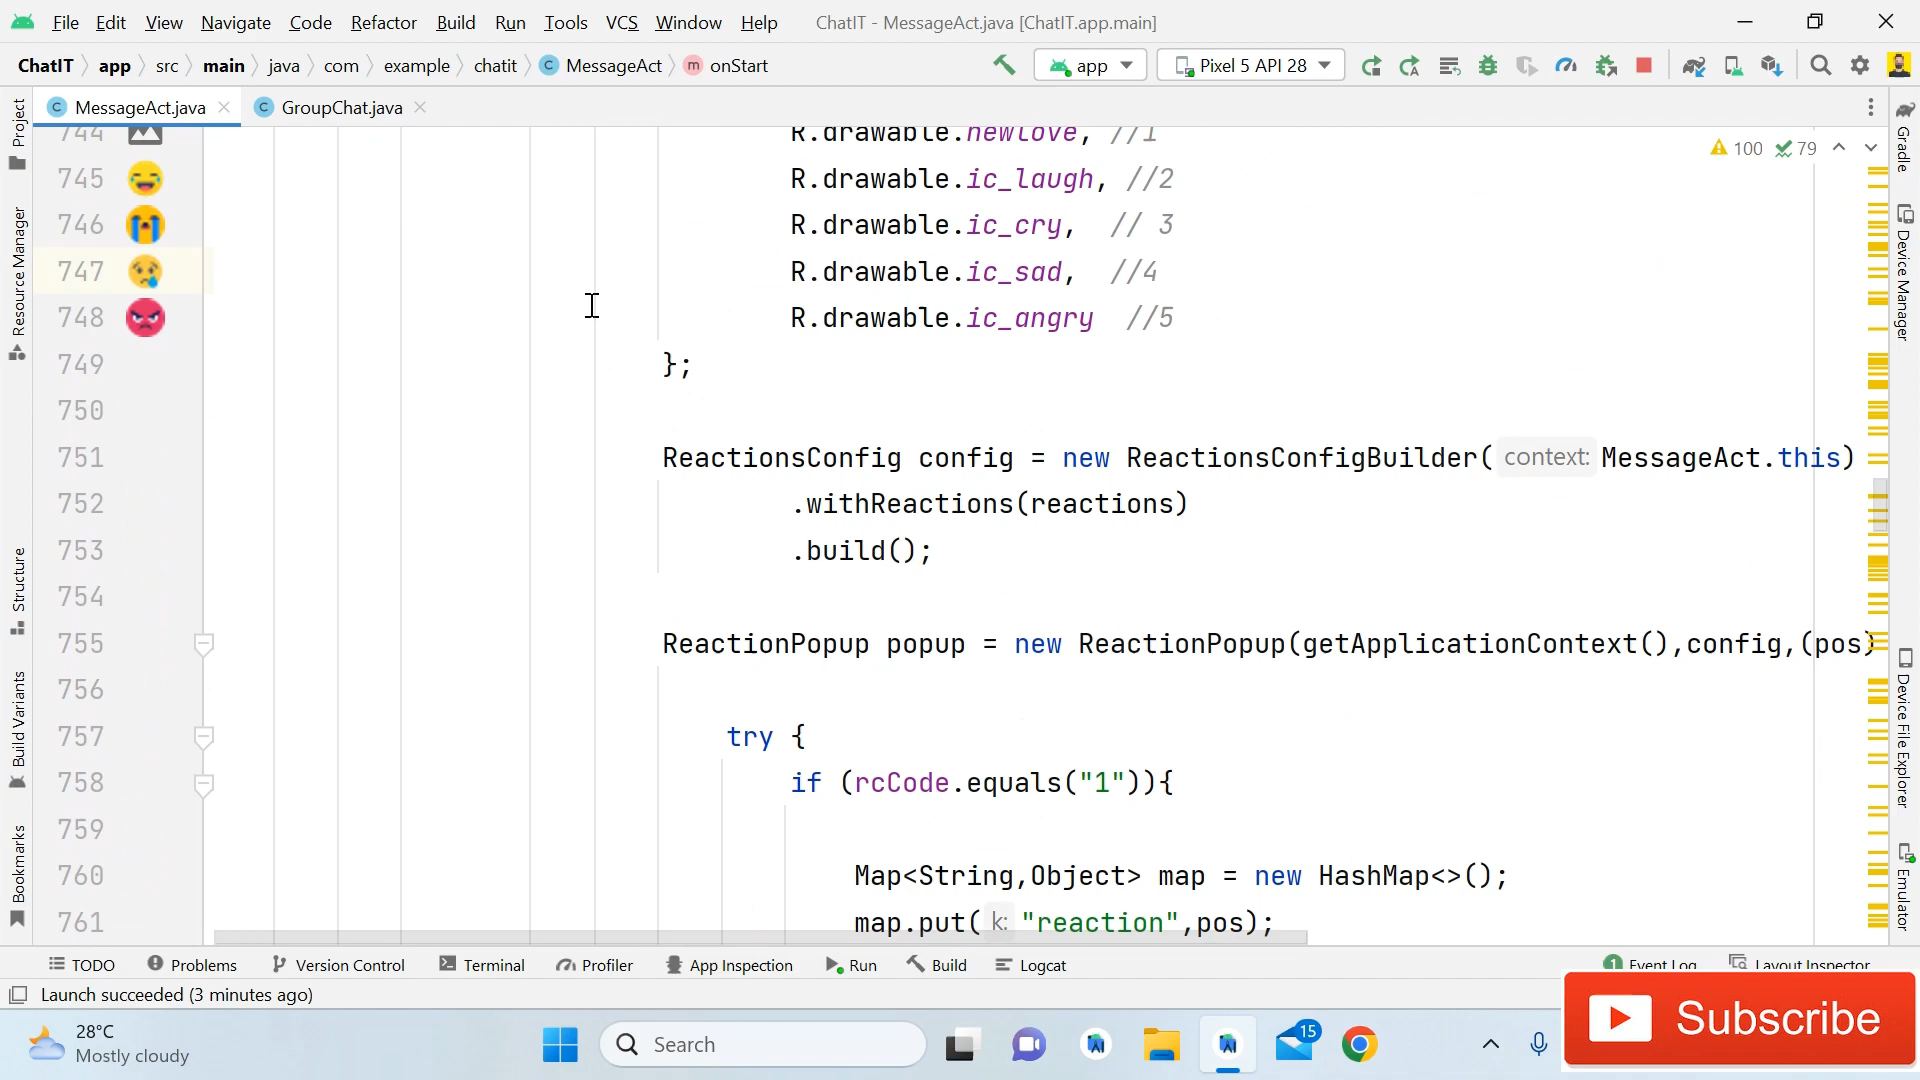 File Edit View Navigate Code Refactor Build Run Tools VCS Window Help ChatIT - MessageAct.java [ChatIT.app.main]
ChatIT app src main java com example chatit MessageAct onStart app Pixel 5 API 28
MessageAct.java GroupChat.java
100 79
744 R.drawable.newlove, //1
745 R.drawable.ic_laugh, //2
746 R.drawable.ic_cry, // 3
747 R.drawable.ic_sad, //4
748 R.drawable.ic_angry //5
749 };
750
751 ReactionsConfig config = new ReactionsConfigBuilder( context: MessageAct.this)
752 .withReactions(reactions)
753 .build();
754
755 ReactionPopup popup = new ReactionPopup(getApplicationContext(),config,(pos)
756
757 try {
758 if (rcCode.equals("1")){
759
760 Map<String,Object> map = new HashMap<>();
761 map.put( k: "reaction",pos);
Project
Resource Manager
Structure
Build Variants
Bookmarks
Gradle
Device Manager
Device File Explorer
Emulator
TODO Problems Version Control Terminal Profiler App Inspection Run Build Logcat 1 Event Log Layout Inspector
Launch succeeded (3 minutes ago)
28°C
Mostly cloudy
Search
15
Subscribe